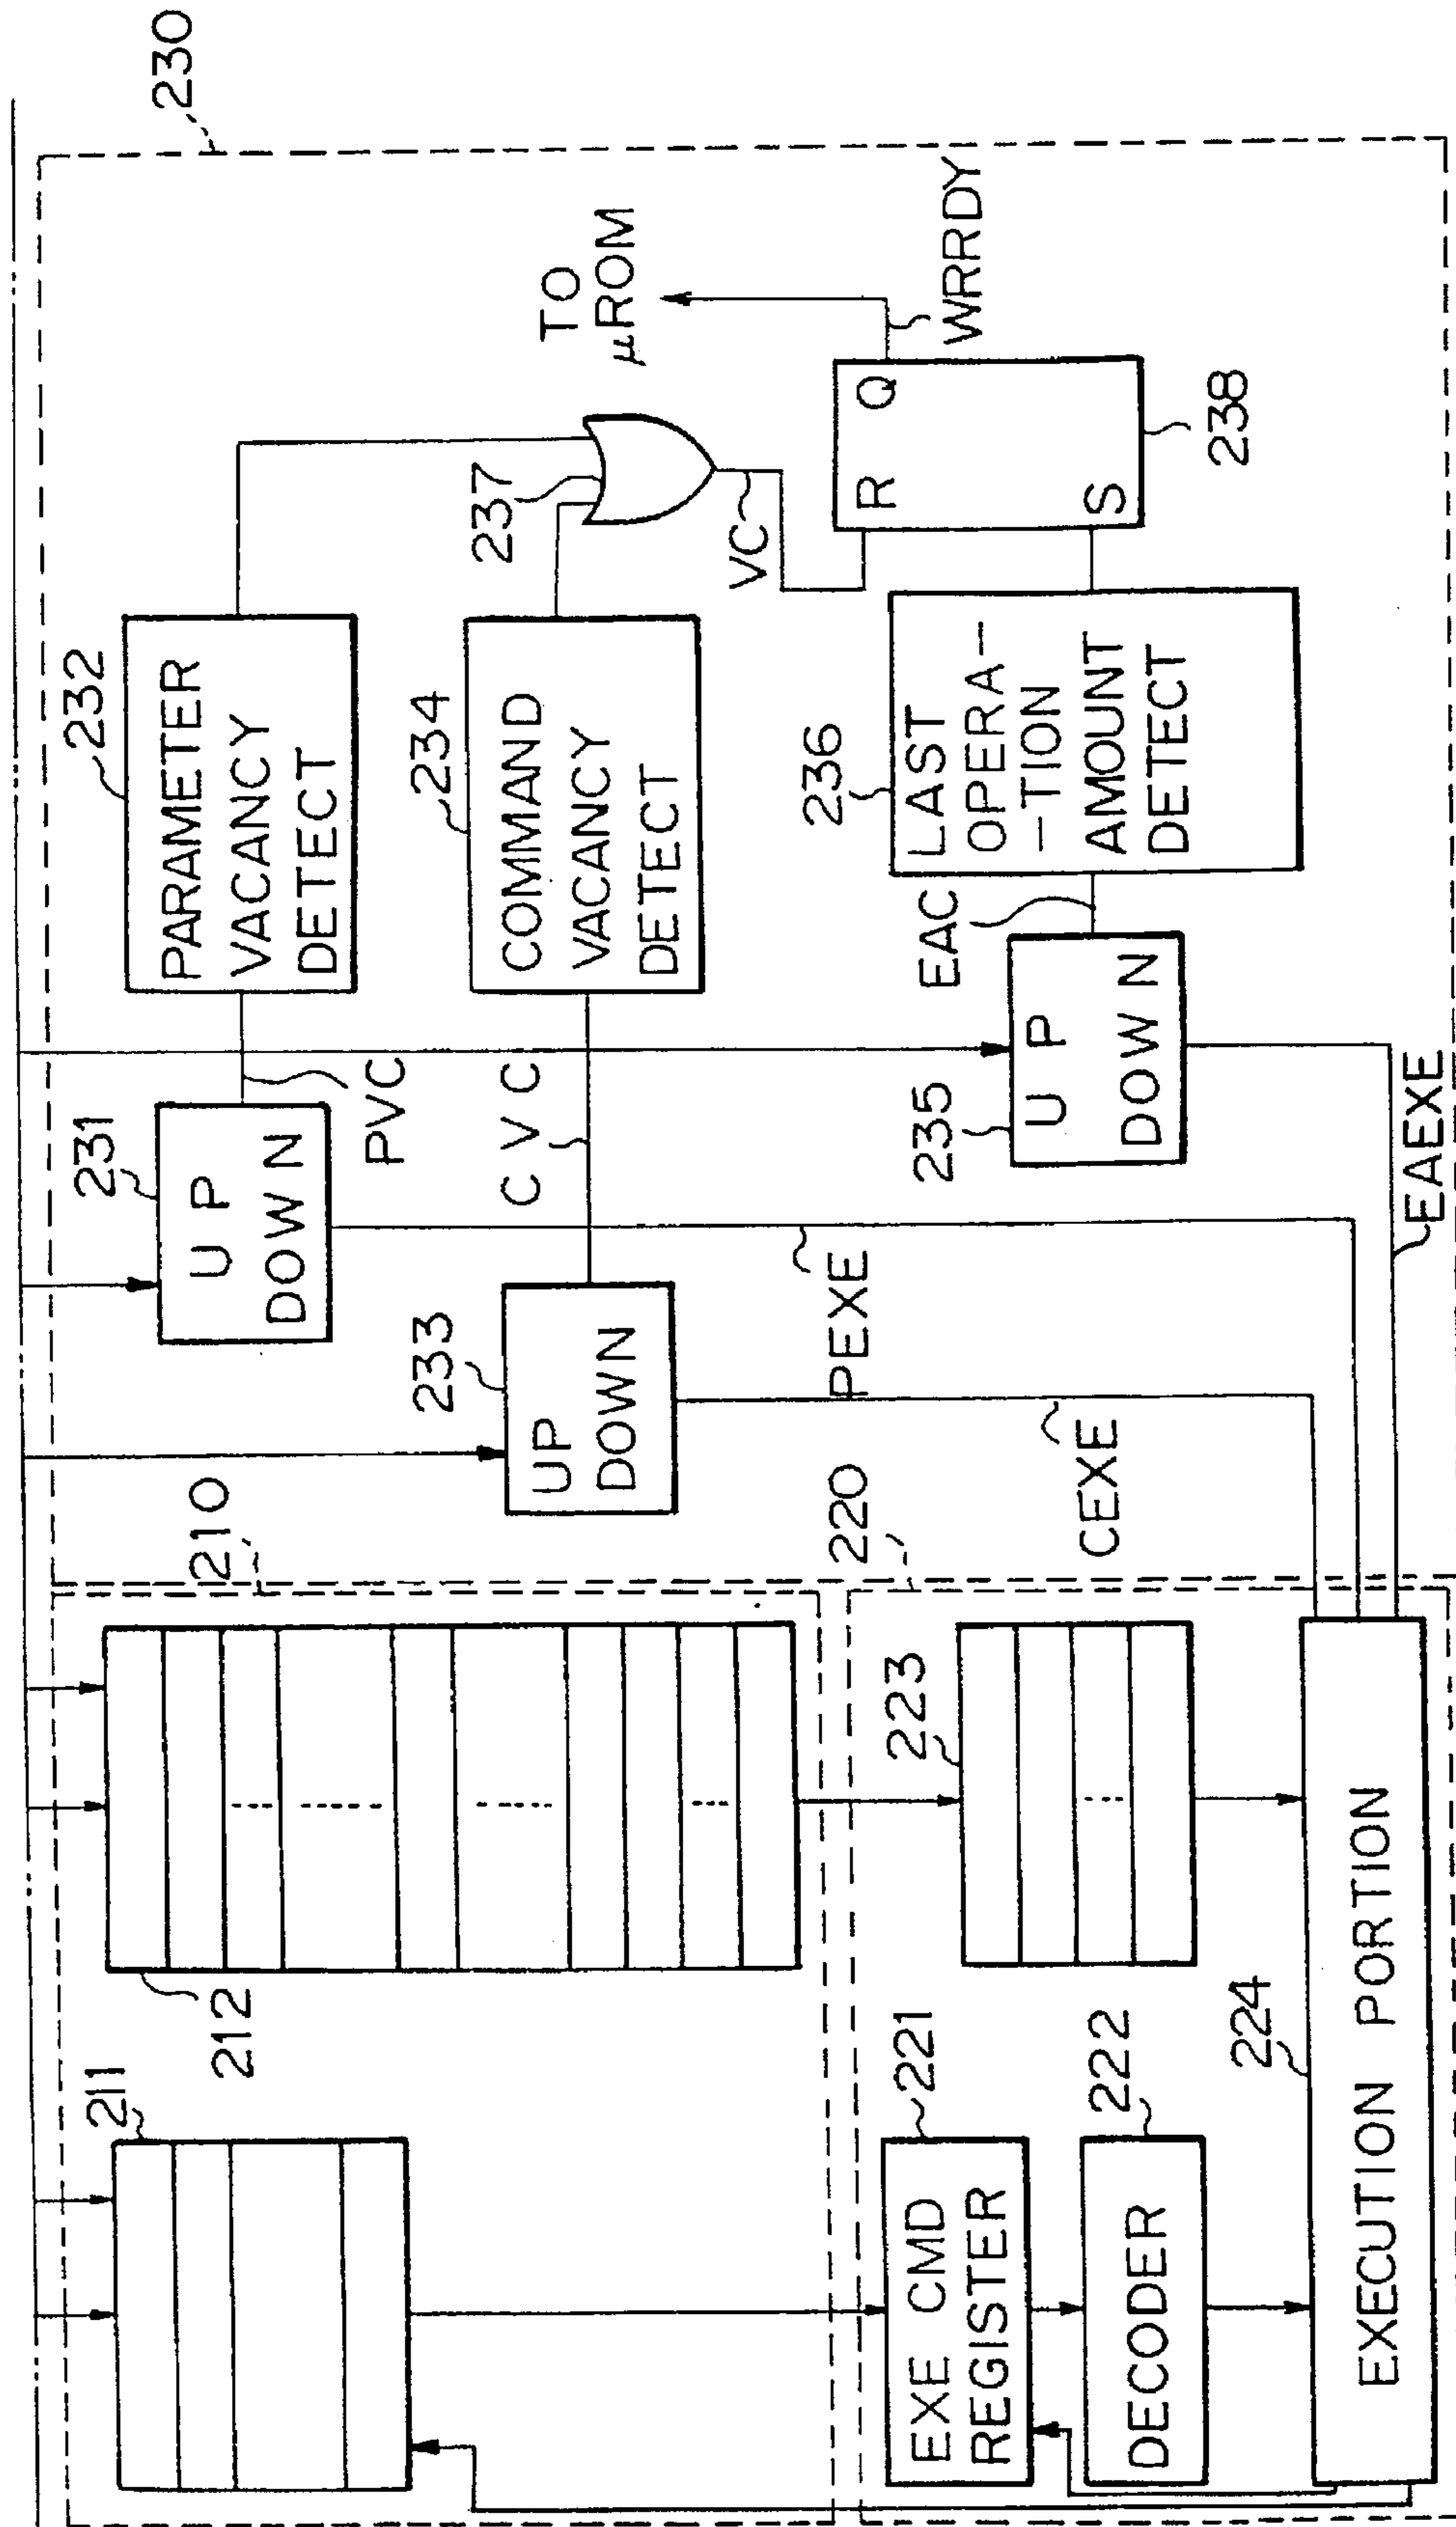 230
232
PARAMETER
VACANCY
DETECT
231
UP
DOWN
PVC
234
COMMAND
VACANCY
DETECT
237
TO
μROM
CVC
233
UP
DOWN
VC
R Q
S
WRRDY
238
236
LAST
OPERA-
-TION
AMOUNT
DETECT
EAC
235
UP
DOWN
PEXE
CEXE
EAEXE
210
211
212
220
221
EXE CMD
REGISTER
222
DECODER
223
224
EXECUTION PORTION